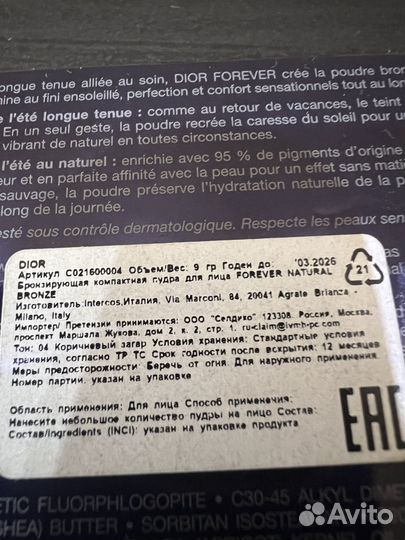 longue tenue alliée au soin, DIOR FOREVER crée la poudre bron
mine au fini ensoleillé, perfection et confort sensationnels tout au lon
l'été longue tenue : comme au retour de vacances, le teint
En un seul geste, la poudre recrée la caresse du soleil pour un
vibrant de naturel en toutes circonstances.
l'été au naturel : enrichie avec 95 % de pigments d'origine
eur et en parfaite affinité avec la peau pour un effet sans matiè
sauvage, la poudre préserve l'hydratation naturelle de la p
long de la journée.
esté sous contrôle dermatologique. Respecte les peaux sen
DIOR
Артикул C021600004 Объем/Вес: 9 гр Годен до: '03.2026
Бронзирующая компактная пудра для лица FOREVER NATURAL
BRONZE
Изготовитель:Intercos,Италия, Via Marconi, 84, 20041 Agrate Brianza -
Milano, Italy
Импортер/ Претензии принимаются: ООО "Селдико" 123308. Россия, Москва,
проспект Маршала Жукова, дом 2, к. 2, стр. 1. ru-claim@lvmh-pc.com
Тон: 04 Коричневый загар Условия хранения: Стандартные условия
хранения, согласно ТР ТС Срок годности после вскрытия: 12 месяцев
Меры предосторожности: Беречь от огня. Для наружного применения.
Номер партии: указан на упаковке
21
Область применения: Для лица Способ применения:
Нанесите небольшое количество пудры на лицо Состав:
Состав/Ingredients (INCI): указан на упаковке продукта
EAC
ETIC FLUORPHLOGOPITE • C30-45 ALKYL DIME
(SHEA) BUTTER • SORBITAN ISOSTE
Avito